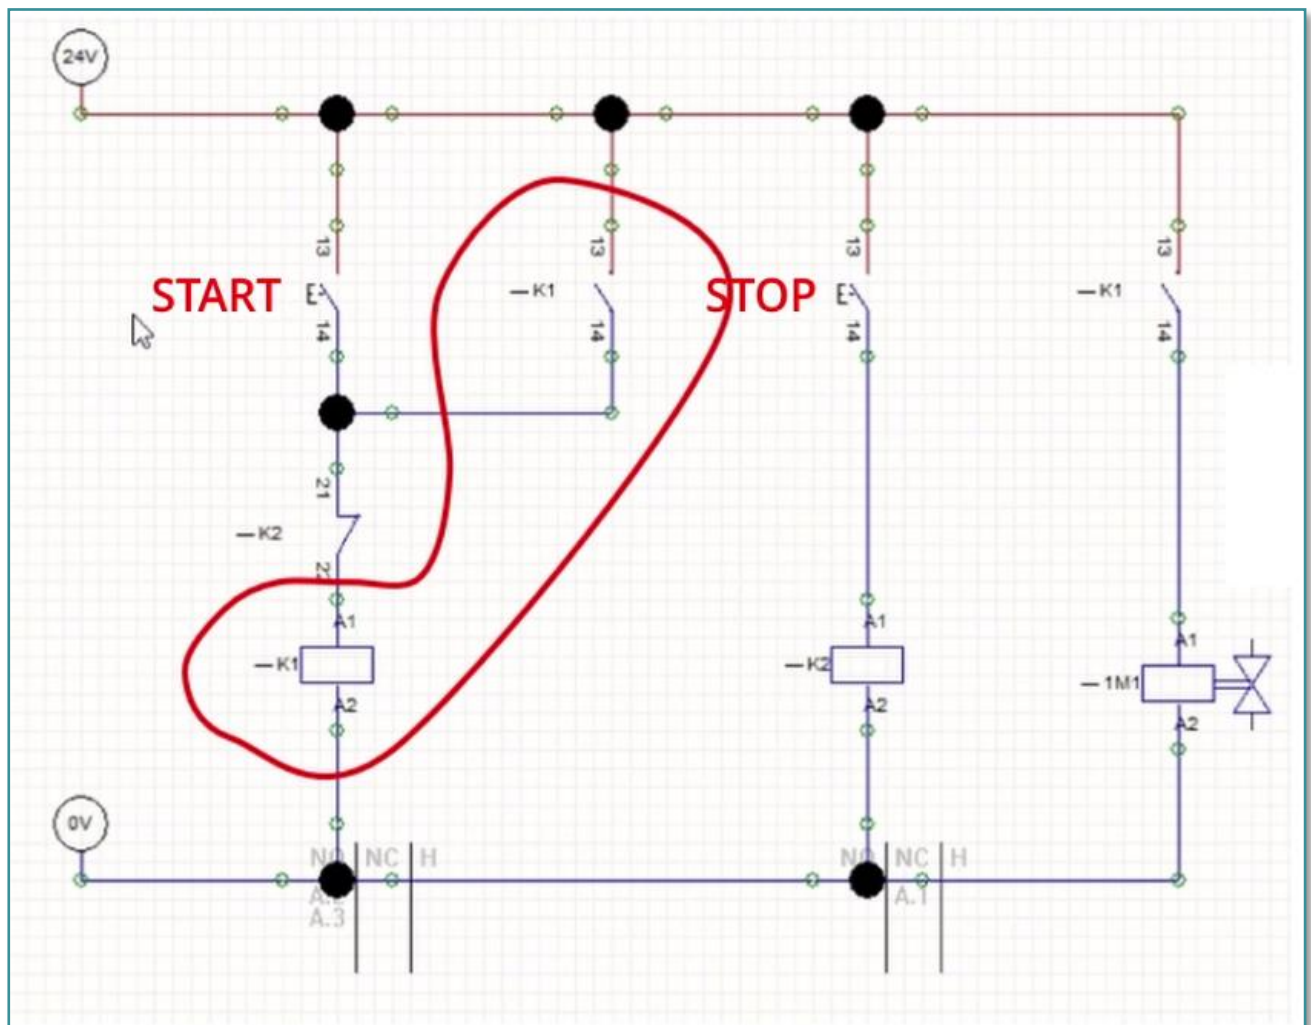 24V
13
13
13
13
START
E
—K1
STOP
E
—K1
14
14
14
14
21
—K2
22
A1
A1
A1
—K1
—K2
—1M1
A2
A2
A2
0V
NO NC H
NO NC H
A.2
A.1
A.3